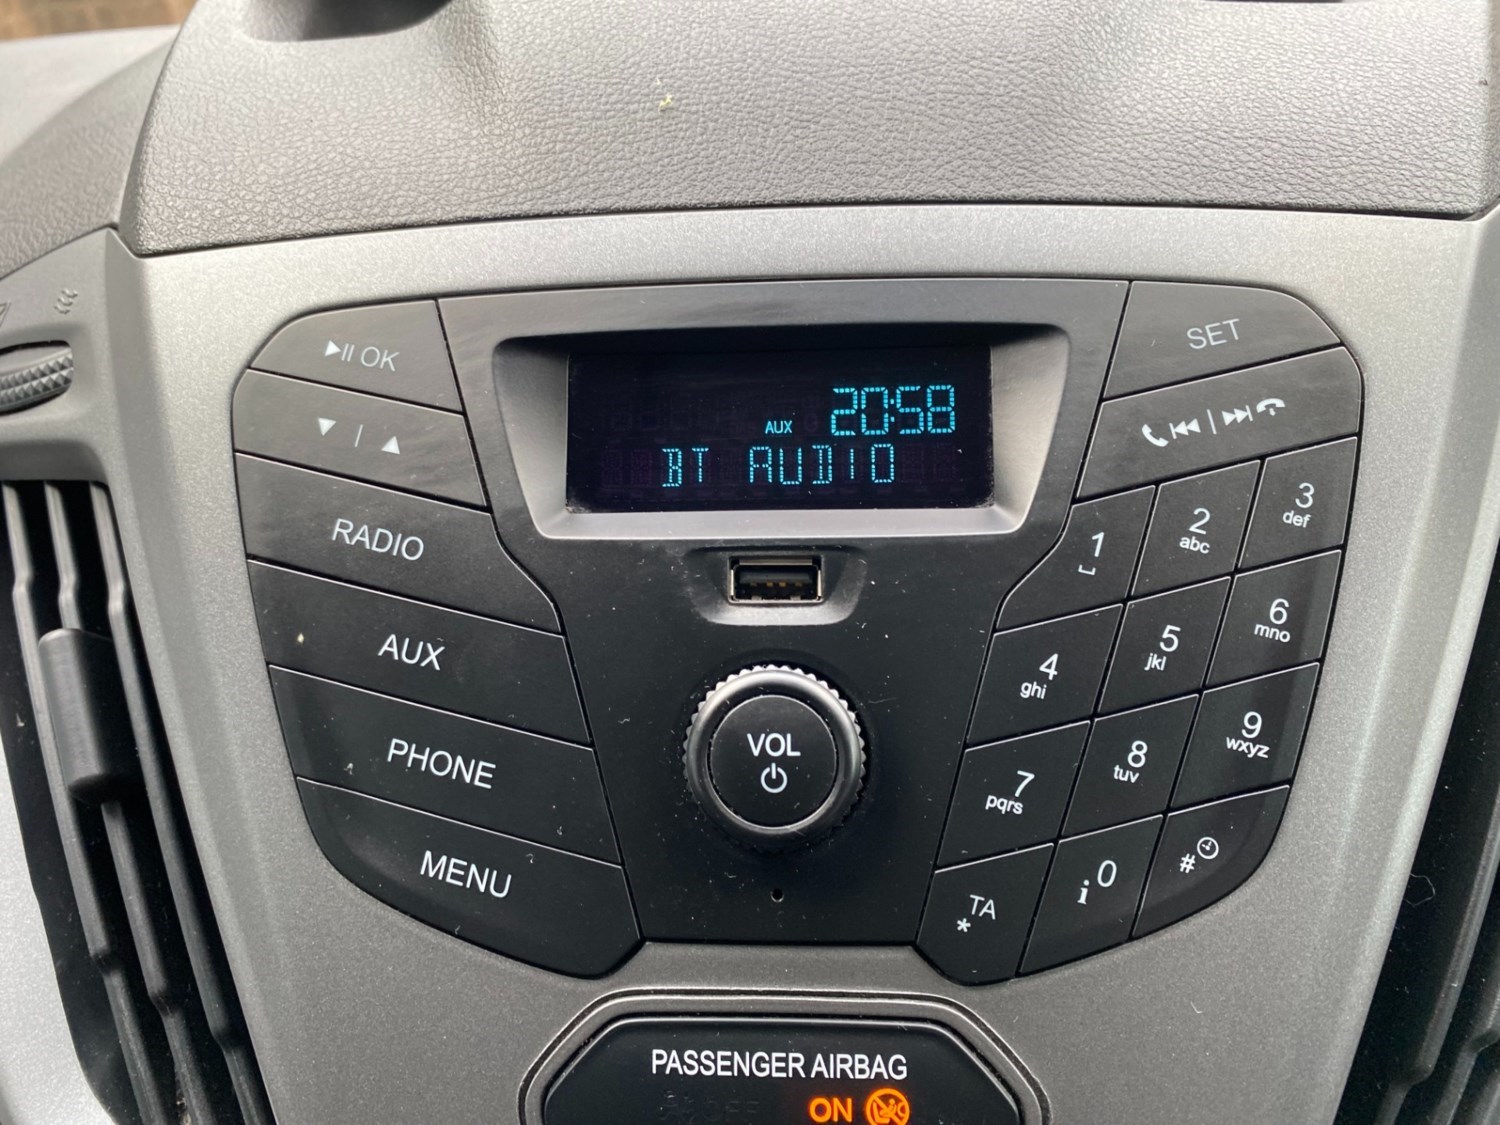 OK
SET
AUX 20:58
BT AUDIO
RADIO
AUX
PHONE
MENU
VOL
1
2
abc
3
def
4
ghi
5
jkl
6
mno
7
pqrs
8
tuv
9
wxyz
TA
*
0
i
#
PASSENGER AIRBAG
OFF ON